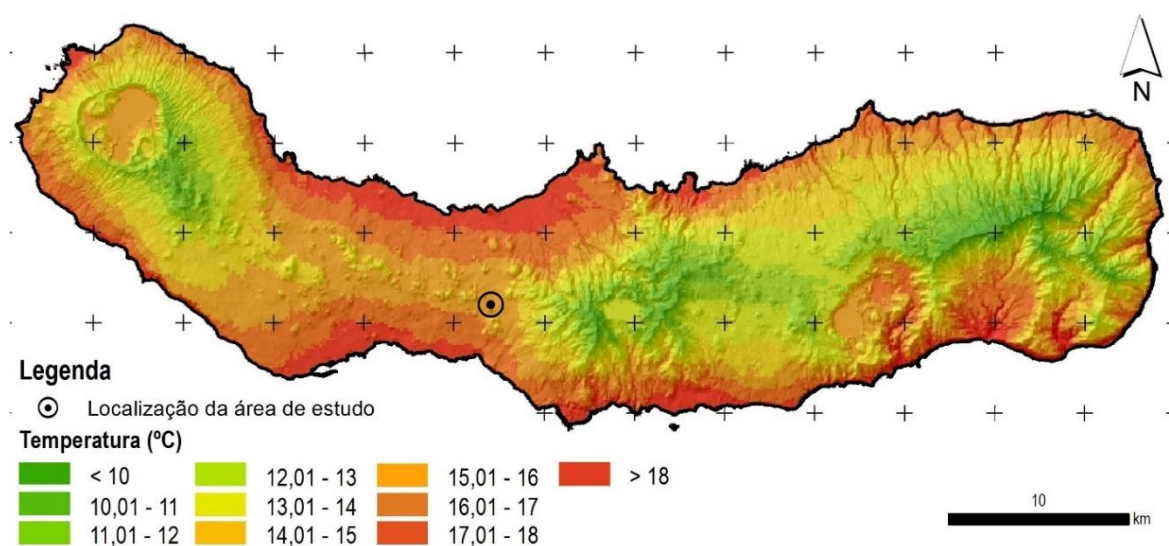 N
Legenda
Localização da área de estudo
Temperatura (ºC)
< 10 12,01 - 13 15,01 - 16 > 18
10,01 - 11 13,01 - 14 16,01 - 17
11,01 - 12 14,01 - 15 17,01 - 18
10
km